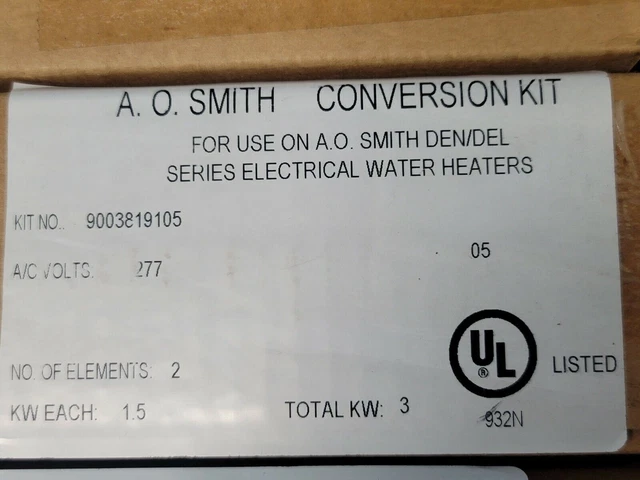 A. O. SMITH CONVERSION KIT
FOR USE ON A.O. SMITH DEN/DEL
SERIES ELECTRICAL WATER HEATERS
KIT NO.. 9003819105
05
A/C VOLTS. 277
UL ® LISTED
NO. OF ELEMENTS: 2
KW EACH: 1.5 TOTAL KW: 3
932N